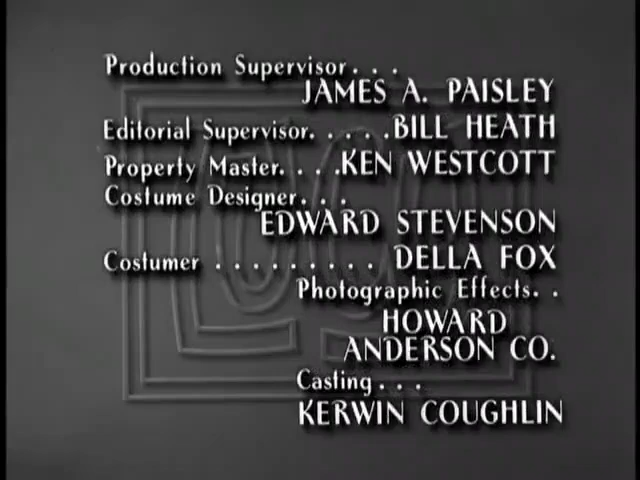 Production Supervisor. . .
JAMES A. PAISLEY
Editorial Supervisor. . . . .BILL HEATH
Property Master. . . .KEN WESTCOTT
Costume Designer. . .
EDWARD STEVENSON
Costumer . . . . . . . . . DELLA FOX
Photographic Effects. .
HOWARD
ANDERSON CO.
Casting . . .
KERWIN COUGHLIN